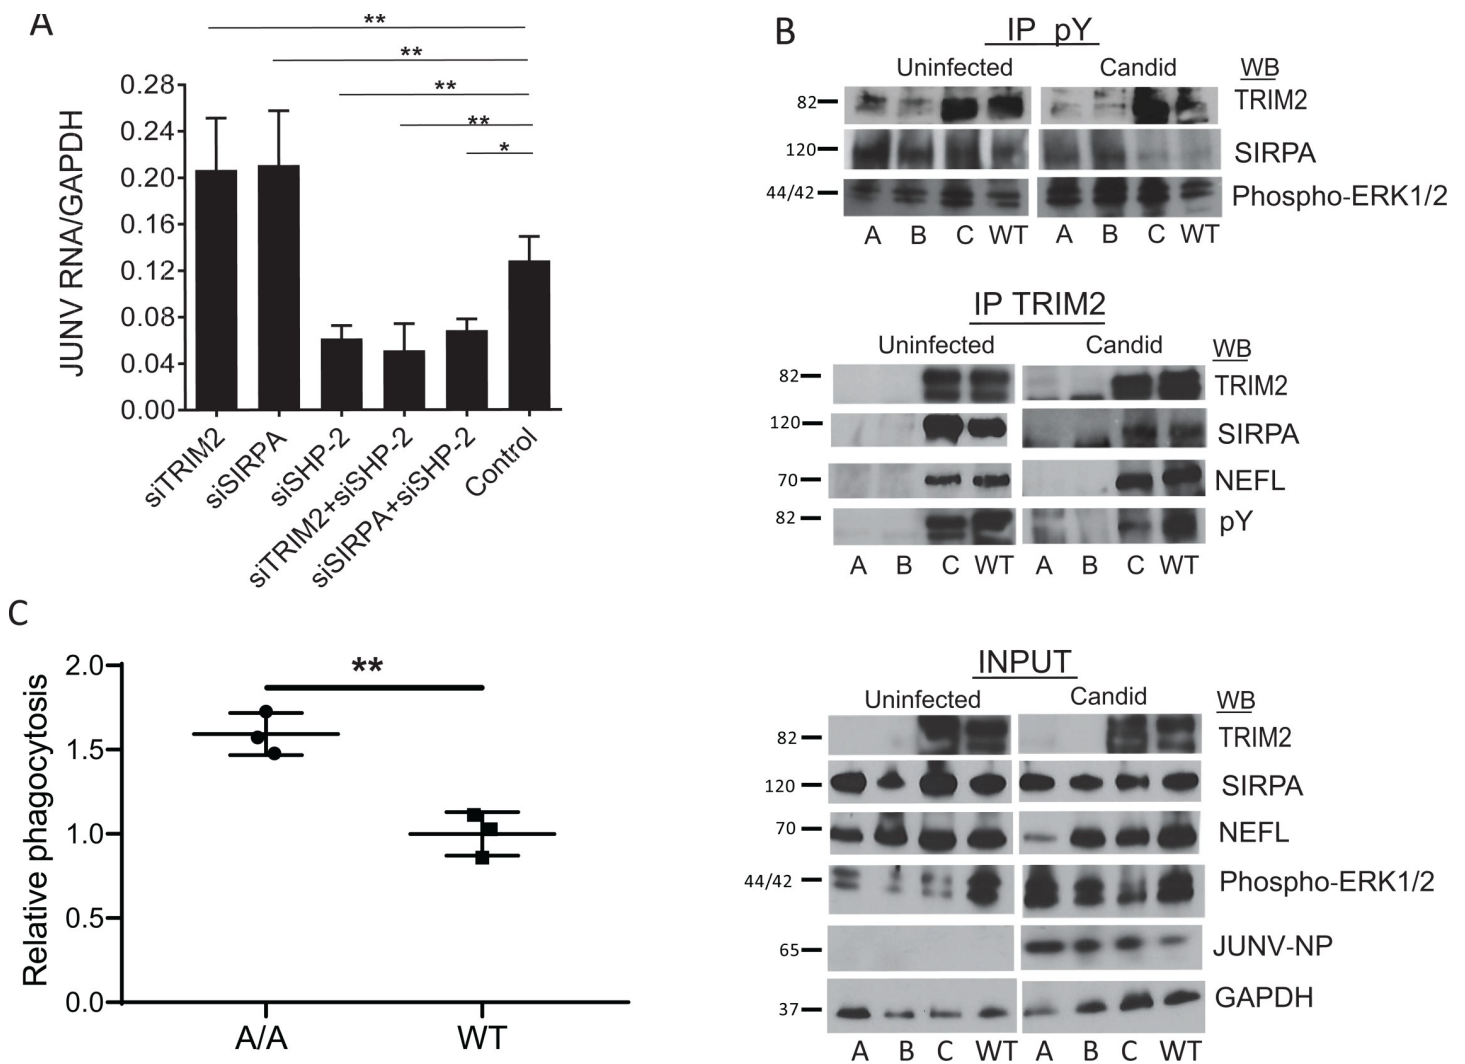 A
**
**
**
**
*
JUNV RNA/GAPDH
0.28
0.24
0.20
0.16
0.12
0.08
0.04
0.00
siTRIM2
siSIRPA
siSHP-2
siTRIM2+siSHP-2
siSIRPA+siSHP-2
Control
B
IP pY
Uninfected Candid WB
82 TRIM2
120 SIRPA
44/42 Phospho-ERK1/2
A B C WT A B C WT
IP TRIM2
Uninfected Candid WB
82 TRIM2
120 SIRPA
70 NEFL
82 pY
A B C WT A B C WT
INPUT
Uninfected Candid WB
82 TRIM2
120 SIRPA
70 NEFL
44/42 Phospho-ERK1/2
65 JUNV-NP
37 GAPDH
A B C WT A B C WT
C
**
Relative phagocytosis
2.0
1.5
1.0
0.5
0.0
A/A WT